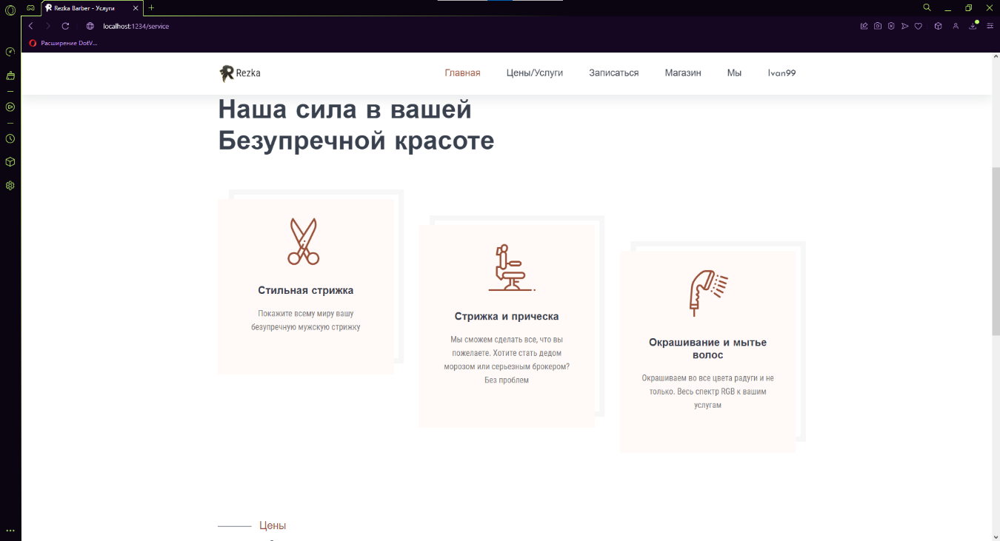 Rezka Barber - Услуги
localhost:1234/service
Расширение DotV...
Rezka
Главная
Цены/Услуги
Записаться
Магазин
Мы
Ivan99
Наша сила в вашей
Безупречной красоте
Стильная стрижка
Покажите всему миру вашу
безупречную мужскую стрижку
Стрижка и прическа
Мы сможем сделать все, что вы
пожелаете. Хотите стать дедом
морозом или серьезным брокером?
Без проблем
Окрашивание и мытье
волос
Окрашиваем во все цвета радуги и не
только. Весь спектр RGB к вашим
услугам
Цены